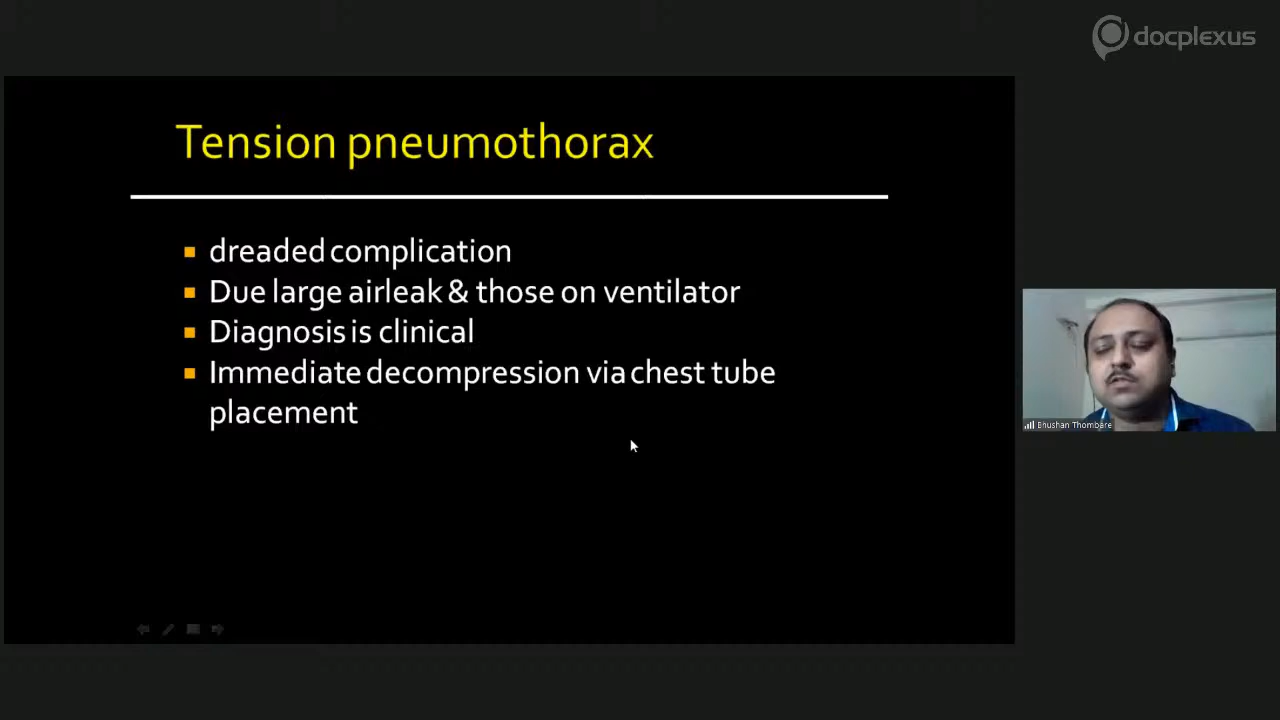 docplexus
Tension pneumothorax
dreaded complication
Due large airleak & those on ventilator
Diagnosis is clinical
Immediate decompression via chest tube
placement
Bhushan Thombare